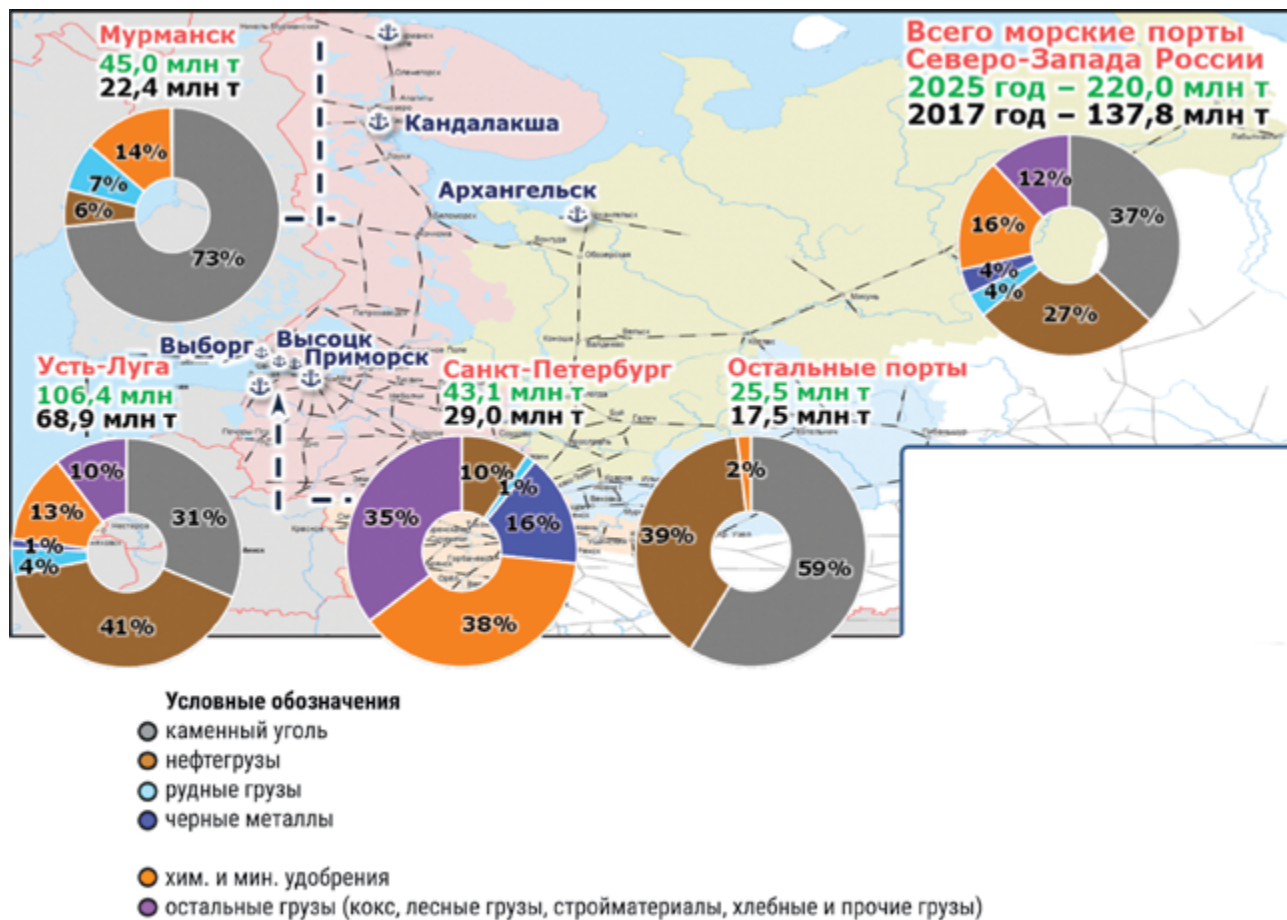 Мурманск
45,0 млн т
22,4 млн т
14%
7%
6%
73%
Кандалакша
Архангельск
Всего морские порты
Северо-Запада России
2025 год – 220,0 млн т
2017 год – 137,8 млн т
12%
37%
16%
4%
4%
27%
Выборг
Высоцк
Приморск
Усть-Луга
106,4 млн
68,9 млн т
10%
31%
13%
1%
4%
41%
Санкт-Петербург
43,1 млн т
29,0 млн т
10%
1%
35%
16%
38%
Остальные порты
25,5 млн т
17,5 млн т
2%
39%
59%
Оленегорск
Беломорск
Обозерская
Микунь
Условные обозначения
каменный уголь
нефтегрузы
рудные грузы
черные металлы
хим. и мин. удобрения
остальные грузы (кокс, лесные грузы, стройматериалы, хлебные и прочие грузы)